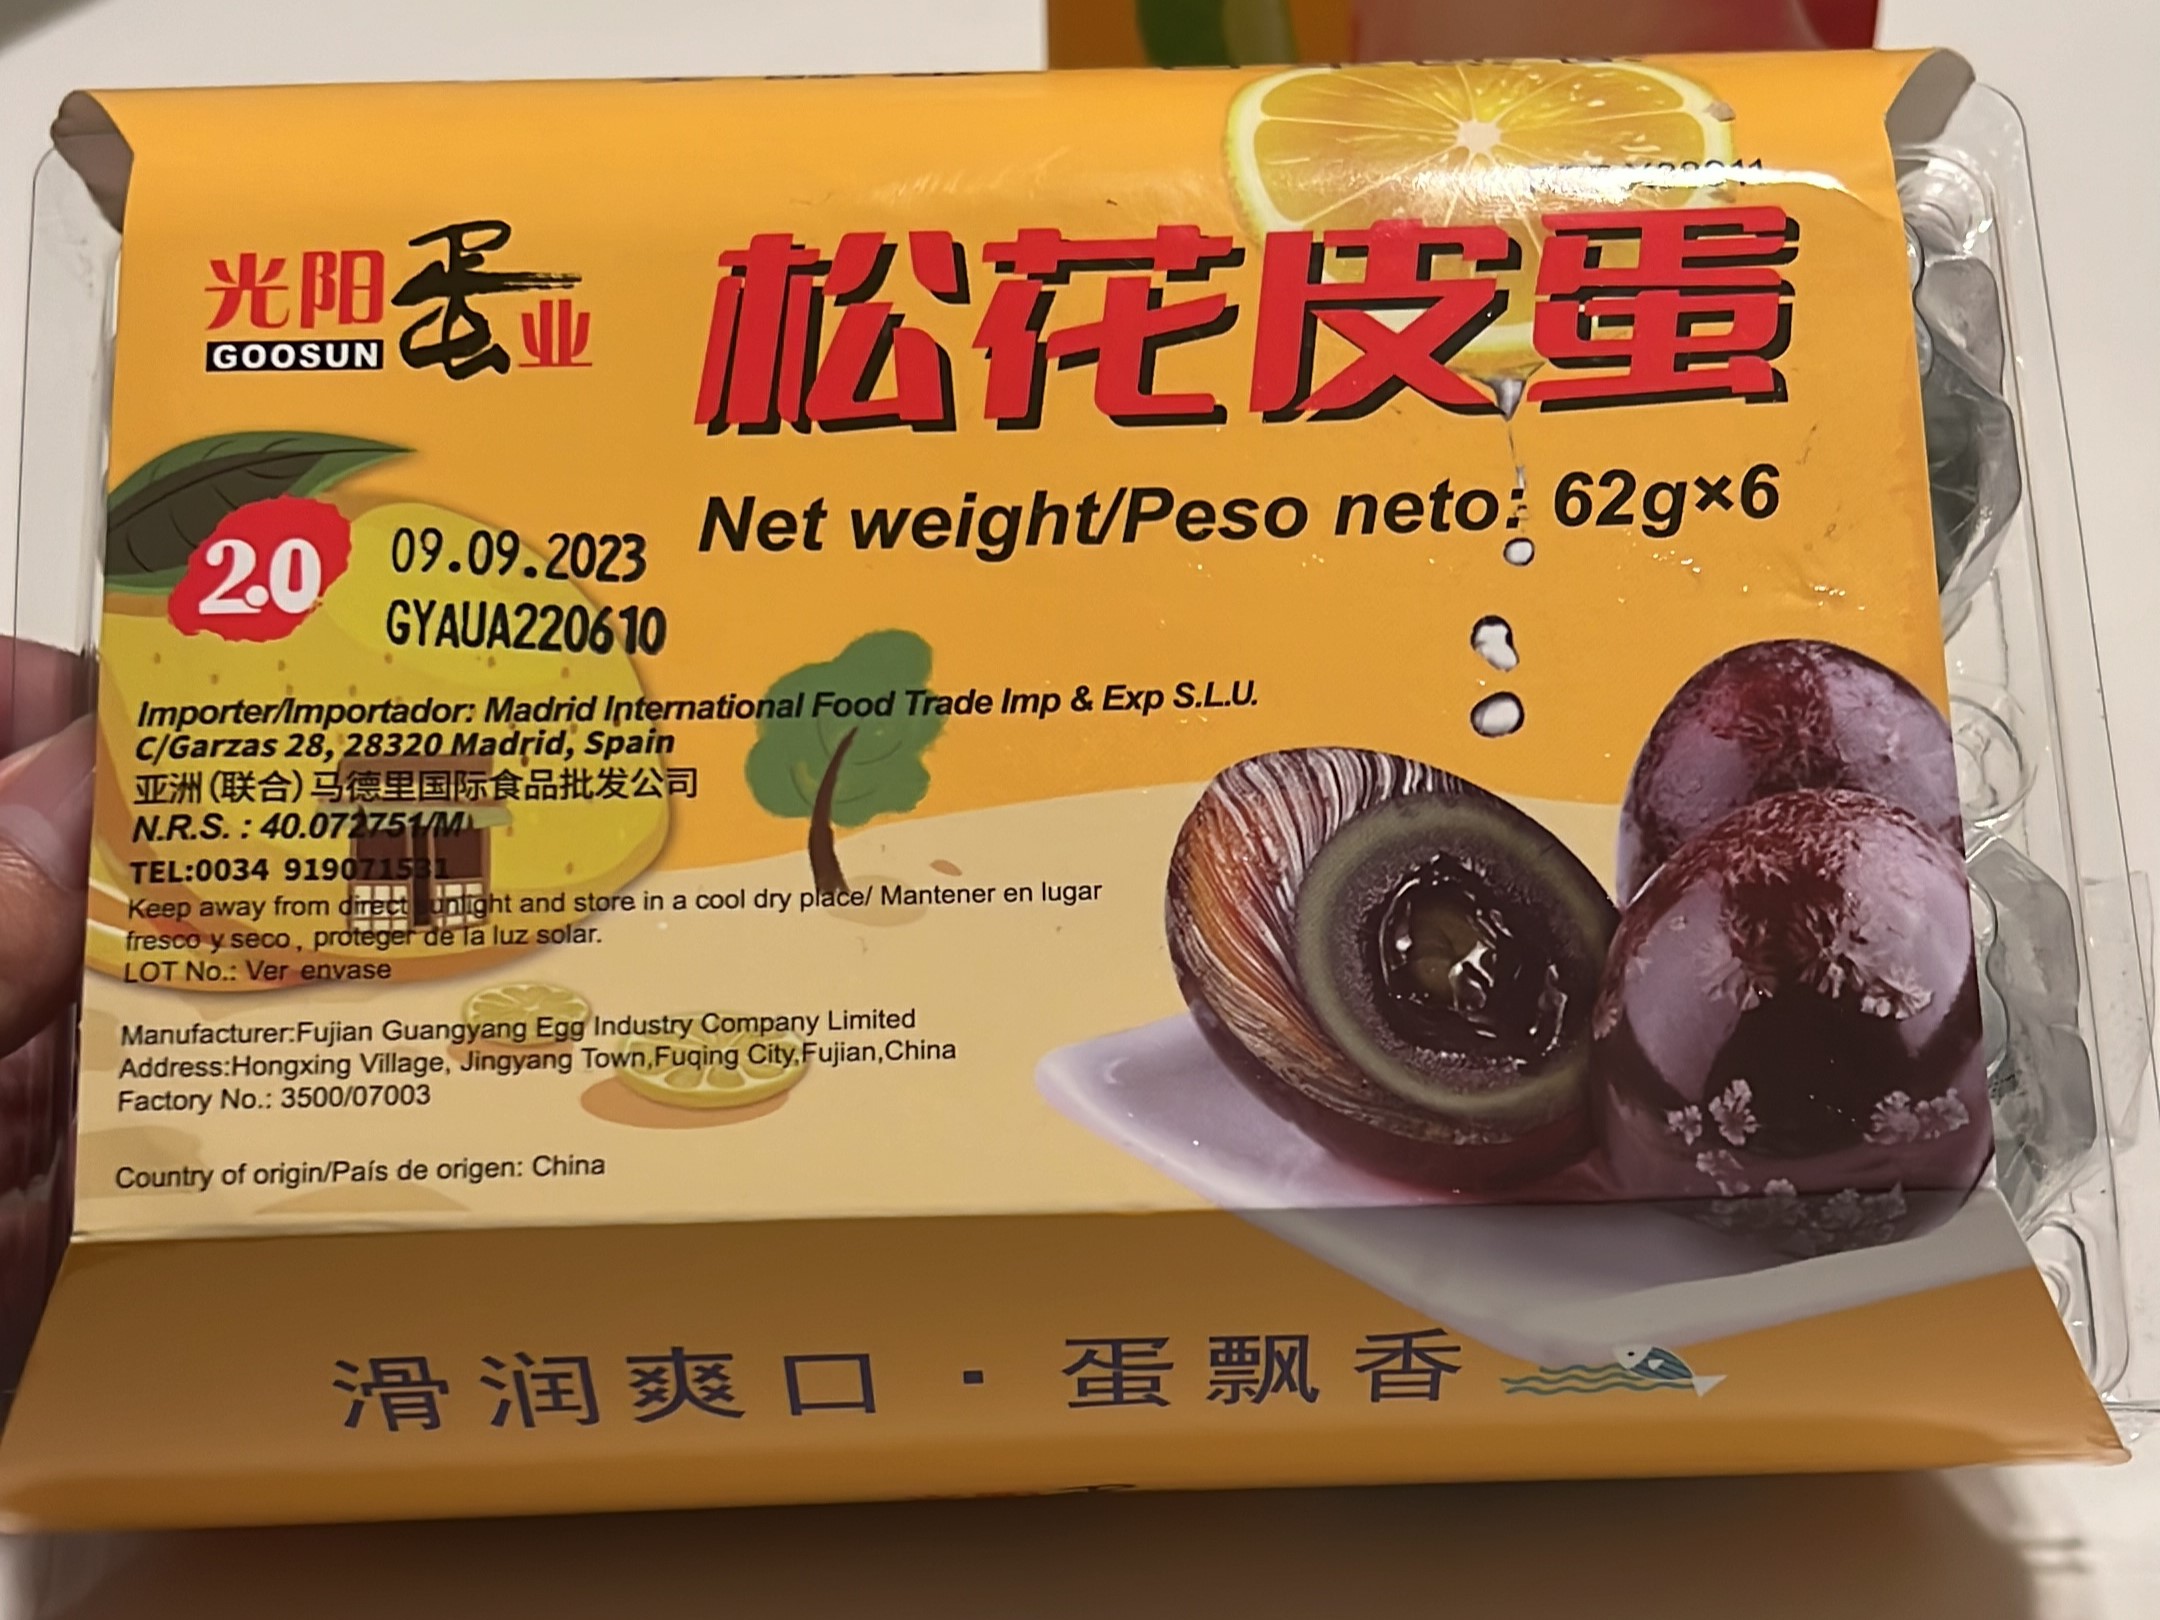 光阳蛋业
GOOSUN
松花皮蛋
Net weight/Peso neto: 62g×6
2.0
09.09.2023
GYAUA220610
Importer/Importador: Madrid International Food Trade Imp & Exp S.L.U.
C/Garzas 28, 28320 Madrid, Spain
亚洲(联合)马德里国际食品批发公司
N.R.S. : 40.072751/M
TEL:0034 919071531
Keep away from direct sunlight and store in a cool dry place/ Mantener en lugar
fresco y seco, proteger de la luz solar.
LOT No.: Ver envase
Manufacturer:Fujian Guangyang Egg Industry Company Limited
Address:Hongxing Village, Jingyang Town,Fuqing City,Fujian,China
Factory No.: 3500/07003
Country of origin/País de origen: China
滑润爽口·蛋飘香